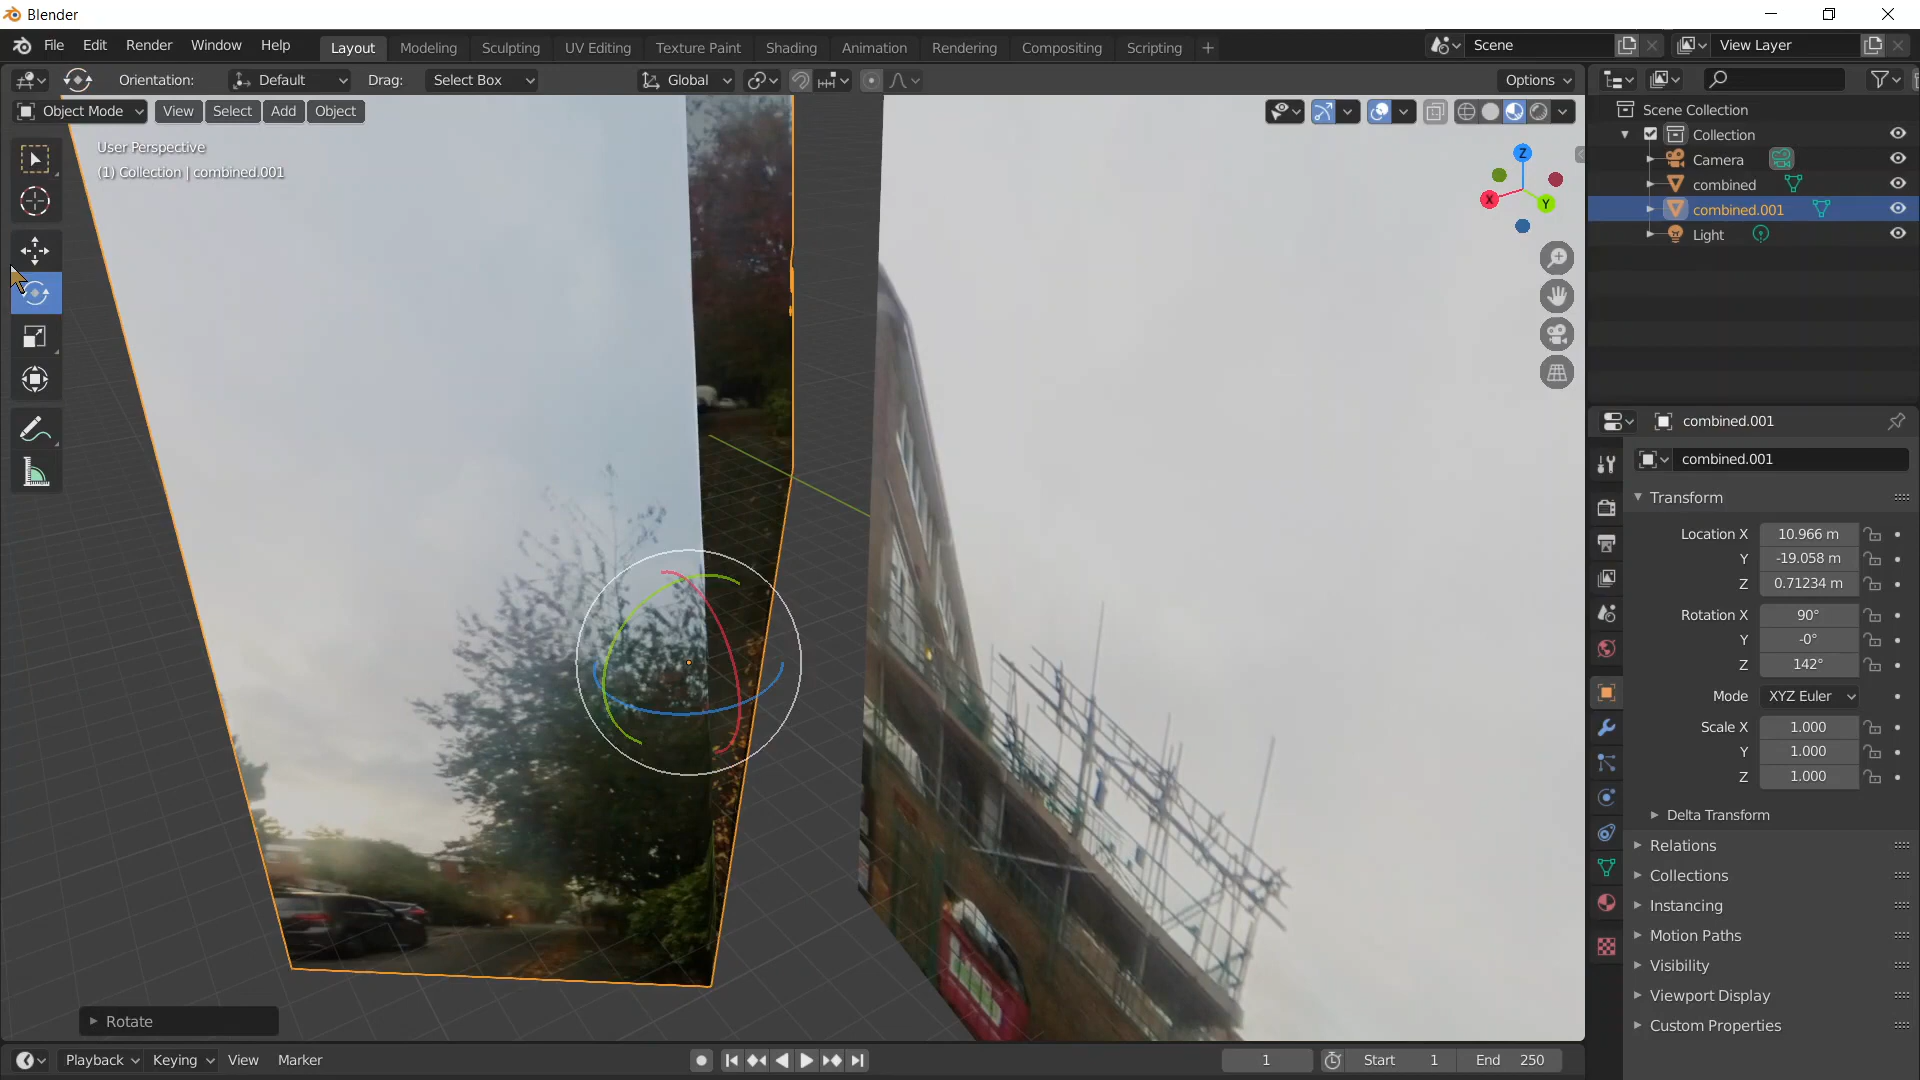 Blender
File Edit Render Window Help Layout Modeling Sculpting UV Editing Texture Paint Shading Animation Rendering Compositing Scripting + Scene View Layer
Orientation: Default Drag: Select Box Global Options
Object Mode View Select Add Object
User Perspective
(1) Collection | combined.001
Z
X
Y
Rotate
Playback Keying View Marker 1 Start 1 End 250
Scene Collection
Collection
Camera
combined
combined.001
Light
combined.001
combined.001
Transform
Location X 10.966 m
Y -19.058 m
Z 0.71234 m
Rotation X 90°
Y -0°
Z 142°
Mode XYZ Euler
Scale X 1.000
Y 1.000
Z 1.000
Delta Transform
Relations
Collections
Instancing
Motion Paths
Visibility
Viewport Display
Custom Properties